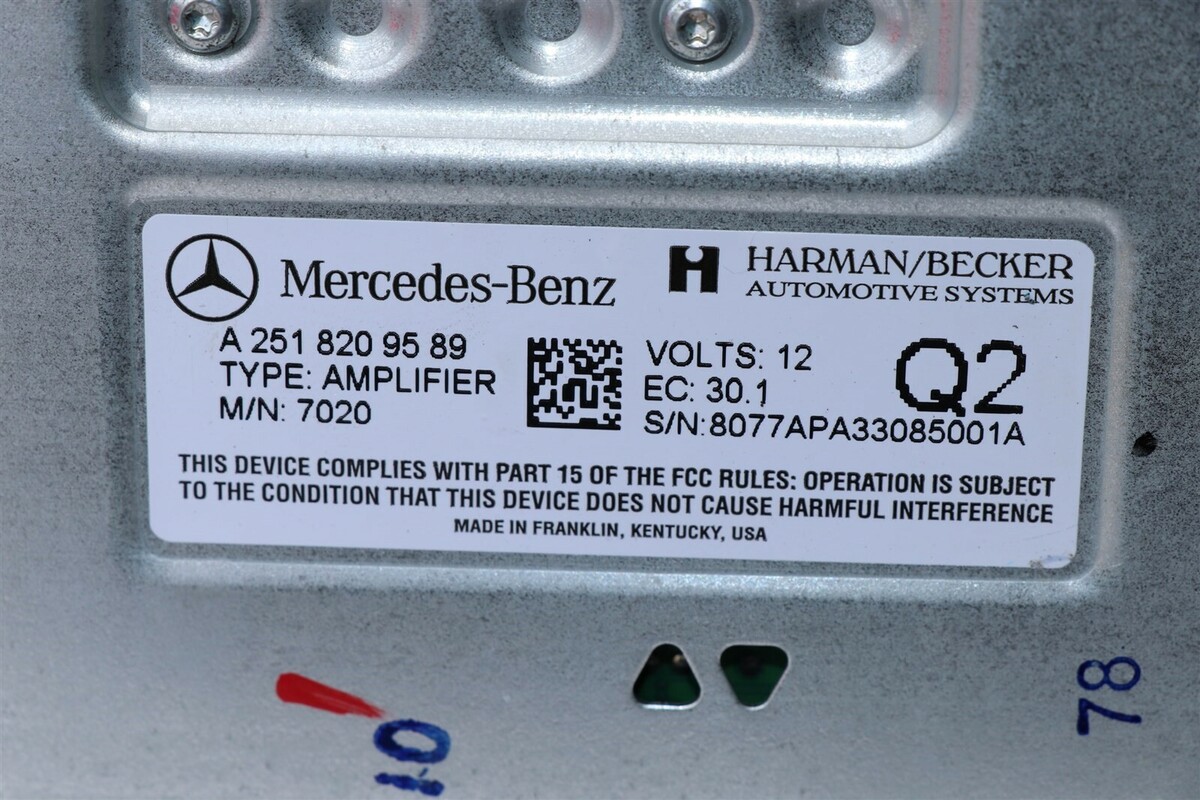 Mercedes-Benz
HARMAN/BECKER
AUTOMOTIVE SYSTEMS
A 251 820 95 89
TYPE: AMPLIFIER
M/N: 7020
VOLTS: 12
EC: 30.1
S/N:8077APA33085001A
Q2
THIS DEVICE COMPLIES WITH PART 15 OF THE FCC RULES: OPERATION IS SUBJECT
TO THE CONDITION THAT THIS DEVICE DOES NOT CAUSE HARMFUL INTERFERENCE
MADE IN FRANKLIN, KENTUCKY, USA
10
78